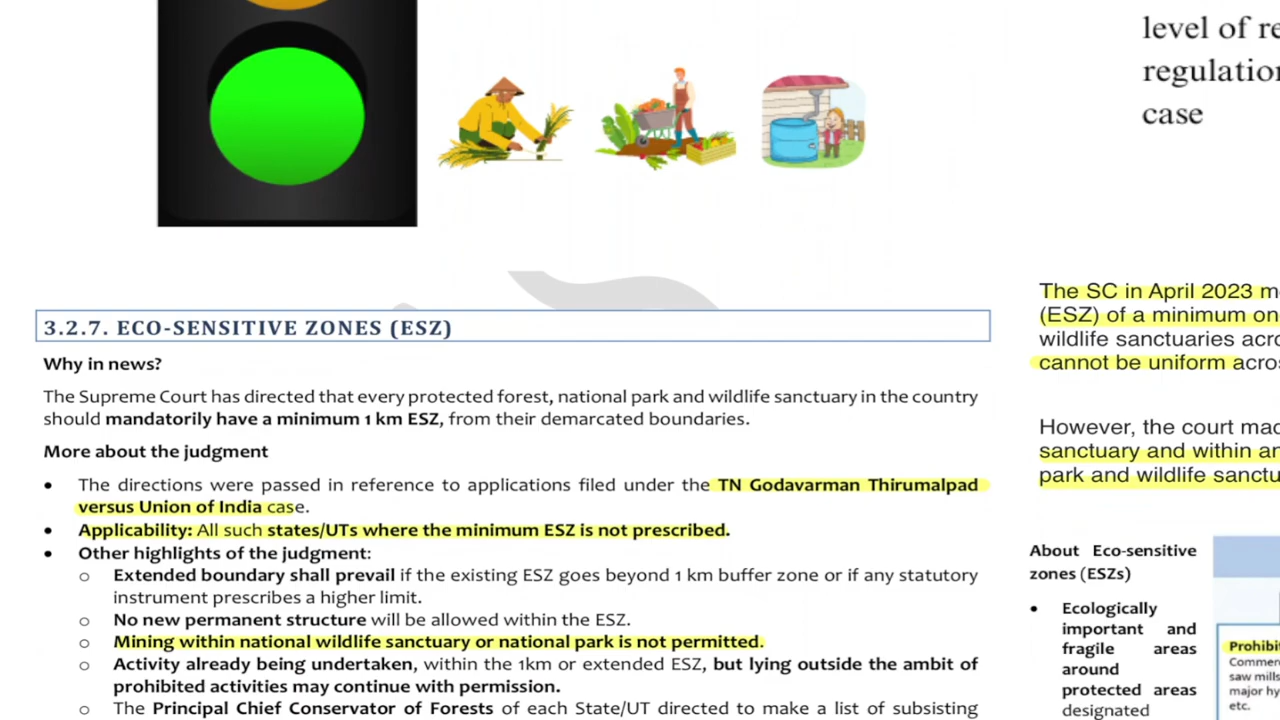 level of re
regulation
case
3.2.7. ECO-SENSITIVE ZONES (ESZ)
Why in news?
The Supreme Court has directed that every protected forest, national park and wildlife sanctuary in the country
should mandatorily have a minimum 1 km ESZ, from their demarcated boundaries.
More about the judgment
• The directions were passed in reference to applications filed under the TN Godavarman Thirumalpad
versus Union of India case.
• Applicability: All such states/UTs where the minimum ESZ is not prescribed.
• Other highlights of the judgment:
o Extended boundary shall prevail if the existing ESZ goes beyond 1 km buffer zone or if any statutory
instrument prescribes a higher limit.
o No new permanent structure will be allowed within the ESZ.
o Mining within national wildlife sanctuary or national park is not permitted.
o Activity already being undertaken, within the 1km or extended ESZ, but lying outside the ambit of
prohibited activities may continue with permission.
o The Principal Chief Conservator of Forests of each State/UT directed to make a list of subsisting
The SC in April 2023 m
(ESZ) of a minimum on
wildlife sanctuaries acro
cannot be uniform acros
However, the court mad
sanctuary and within an
park and wildlife sanctu
About Eco-sensitive
zones (ESZs)
• Ecologically
important and
fragile areas
around
protected areas
designated
Prohibit
Commer
saw mills
major hy
etc.